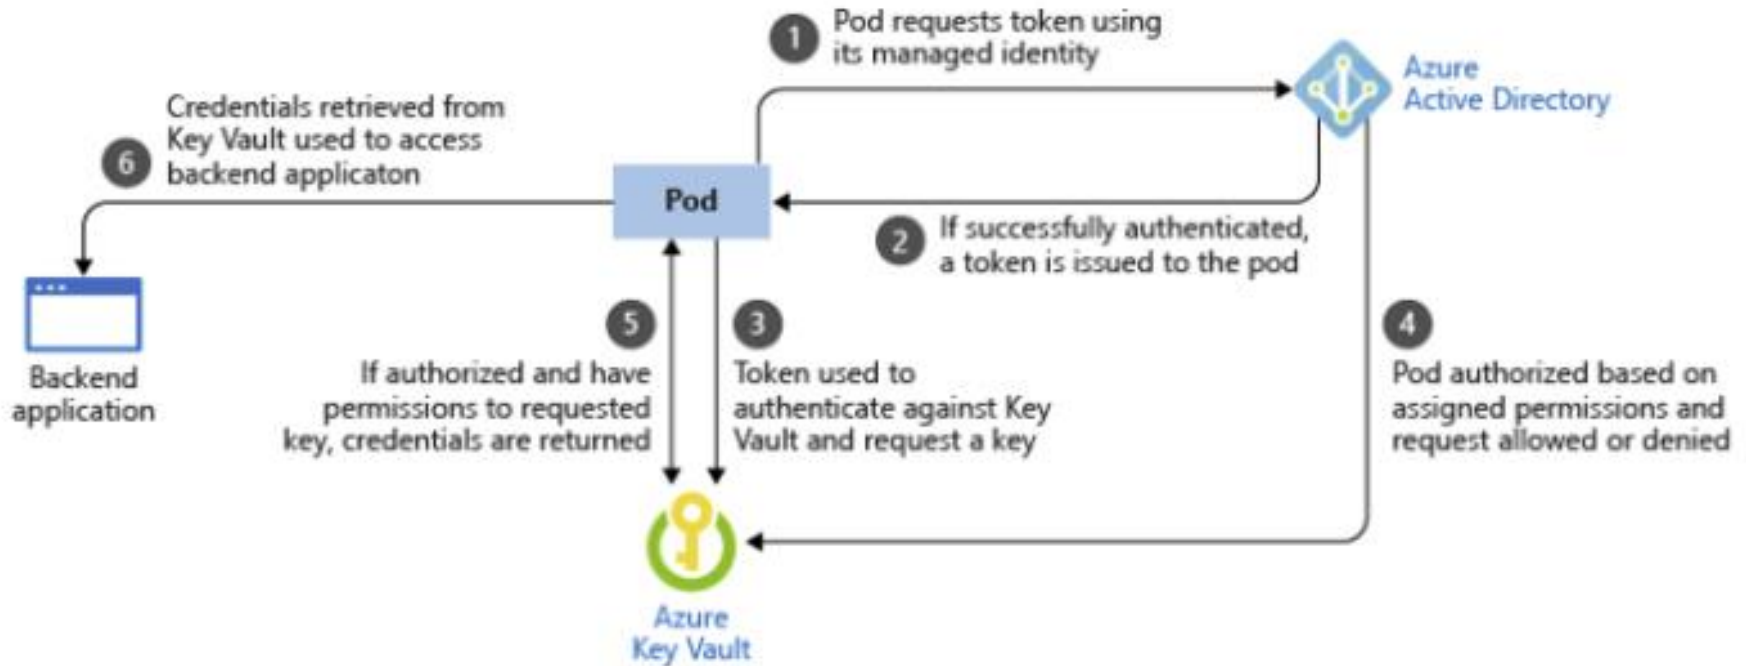 1
Pod requests token using
its managed identity
Azure
Active Directory
6
Credentials retrieved from
Key Vault used to access
backend applicaton
Pod
2
If successfully authenticated,
a token is issued to the pod
Backend
application
5
If authorized and have
permissions to requested
key, credentials are returned
3
Token used to
authenticate against Key
Vault and request a key
4
Pod authorized based on
assigned permissions and
request allowed or denied
Azure
Key Vault